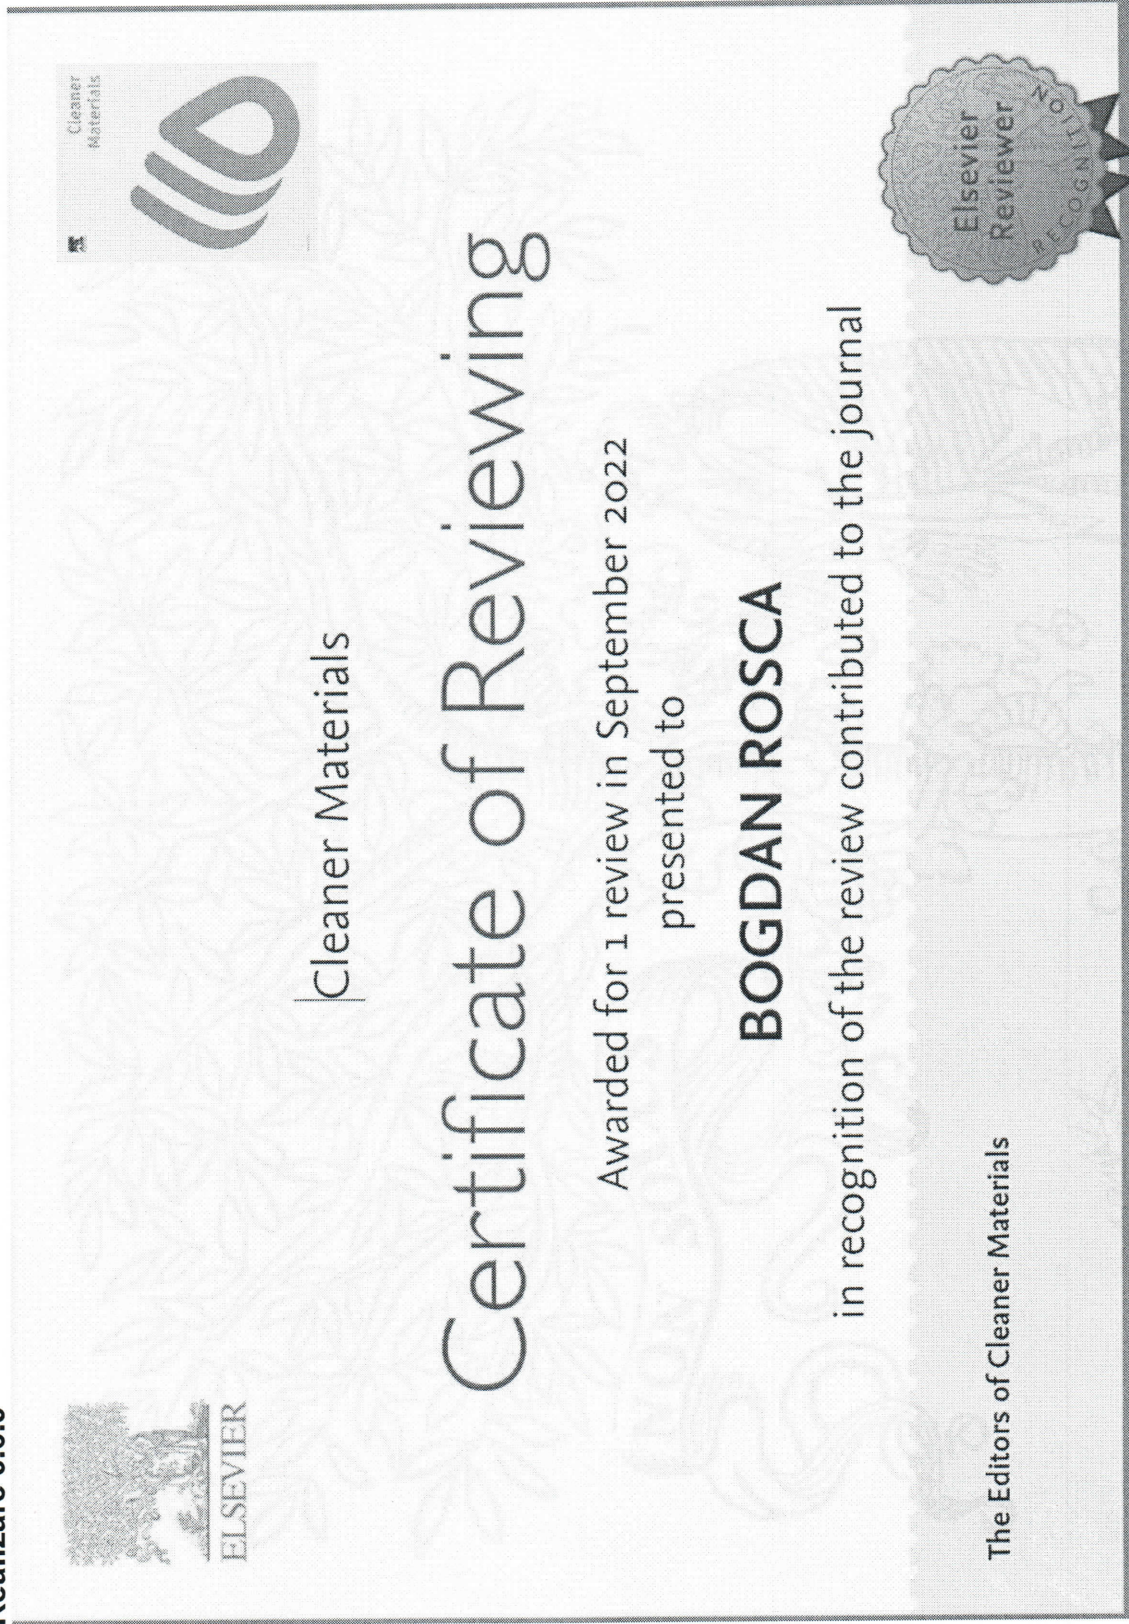 ELSEVIER
Cleaner
Materials
Cleaner Materials
Certificate of Reviewing
Awarded for 1 review in September 2022
presented to
BOGDAN ROSCA
in recognition of the review contributed to the journal
The Editors of Cleaner Materials
Elsevier
Reviewer
RECOGNITION